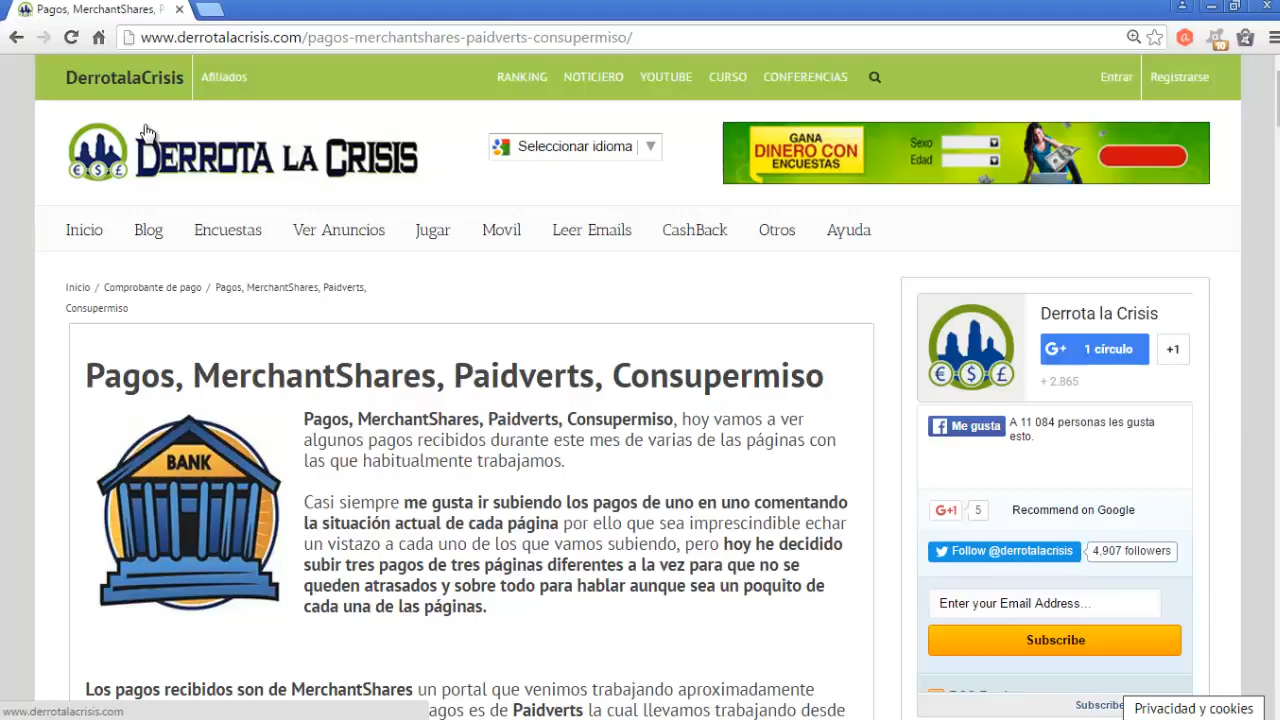 Pagos, MerchantShares, P
www.derrotalacrisis.com/pagos-merchantshares-paidverts-consupermiso/
10
DerrotalaCrisis
Afiliados
RANKING
NOTICIERO
YOUTUBE
CURSO
CONFERENCIAS
Entrar
Registrarse
DERROTA LA CRISIS
Seleccionar idioma
GANA
DINERO CON
ENCUESTAS
Sexo
Edad
Inicio
Blog
Encuestas
Ver Anuncios
Jugar
Movil
Leer Emails
CashBack
Otros
Ayuda
Inicio / Comprobante de pago / Pagos, MerchantShares, Paidverts,
Consupermiso
Pagos, MerchantShares, Paidverts, Consupermiso
BANK
Pagos, MerchantShares, Paidverts, Consupermiso, hoy vamos a ver
algunos pagos recibidos durante este mes de varias de las páginas con
las que habitualmente trabajamos.
Casi siempre me gusta ir subiendo los pagos de uno en uno comentando
la situación actual de cada página por ello que sea imprescindible echar
un vistazo a cada uno de los que vamos subiendo, pero hoy he decidido
subir tres pagos de tres páginas diferentes a la vez para que no se
queden atrasados y sobre todo para hablar aunque sea un poquito de
cada una de las páginas.
Los pagos recibidos son de MerchantShares un portal que venimos trabajando aproximadamente
agos es de Paidverts la cual llevamos trabajando desde
Derrota la Crisis
G+ 1 círculo
+1
+ 2.865
Me gusta
A 11 084 personas les gusta
esto.
G+1
5
Recommend on Google
Follow @derrotalacrisis
4,907 followers
Enter your Email Address...
Subscribe
Subscribe
Privacidad y cookies
www.derrotalacrisis.com